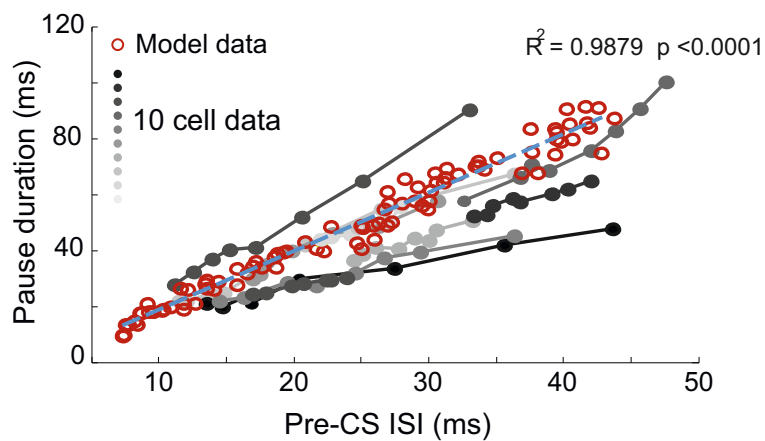 120
Model data
R² = 0.9879 p <0.0001
10 cell data
80
40
0
Pause duration (ms)
10 20 30 40 50
Pre-CS ISI (ms)